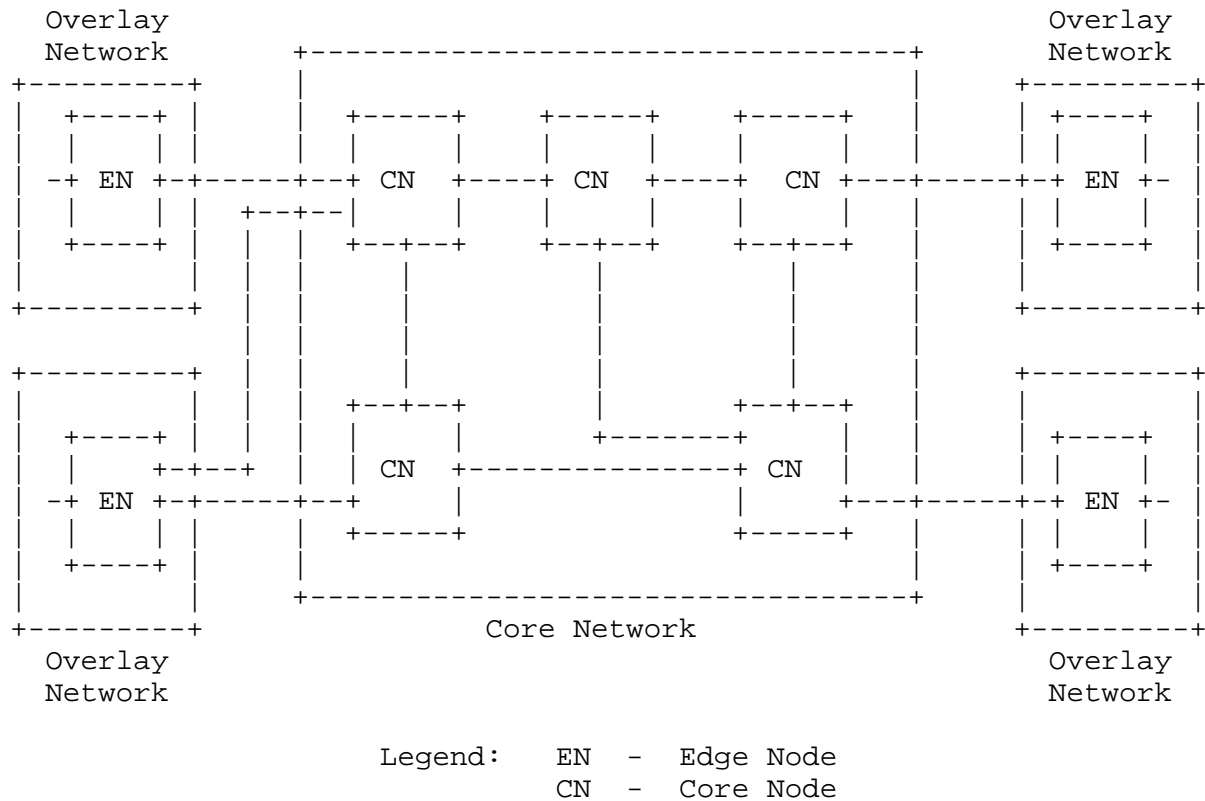 Overlay Overlay
Network Network
EN CN CN CN EN
CN CN
EN EN
Core Network
Overlay Overlay
Network Network
Legend: EN - Edge Node
CN - Core Node